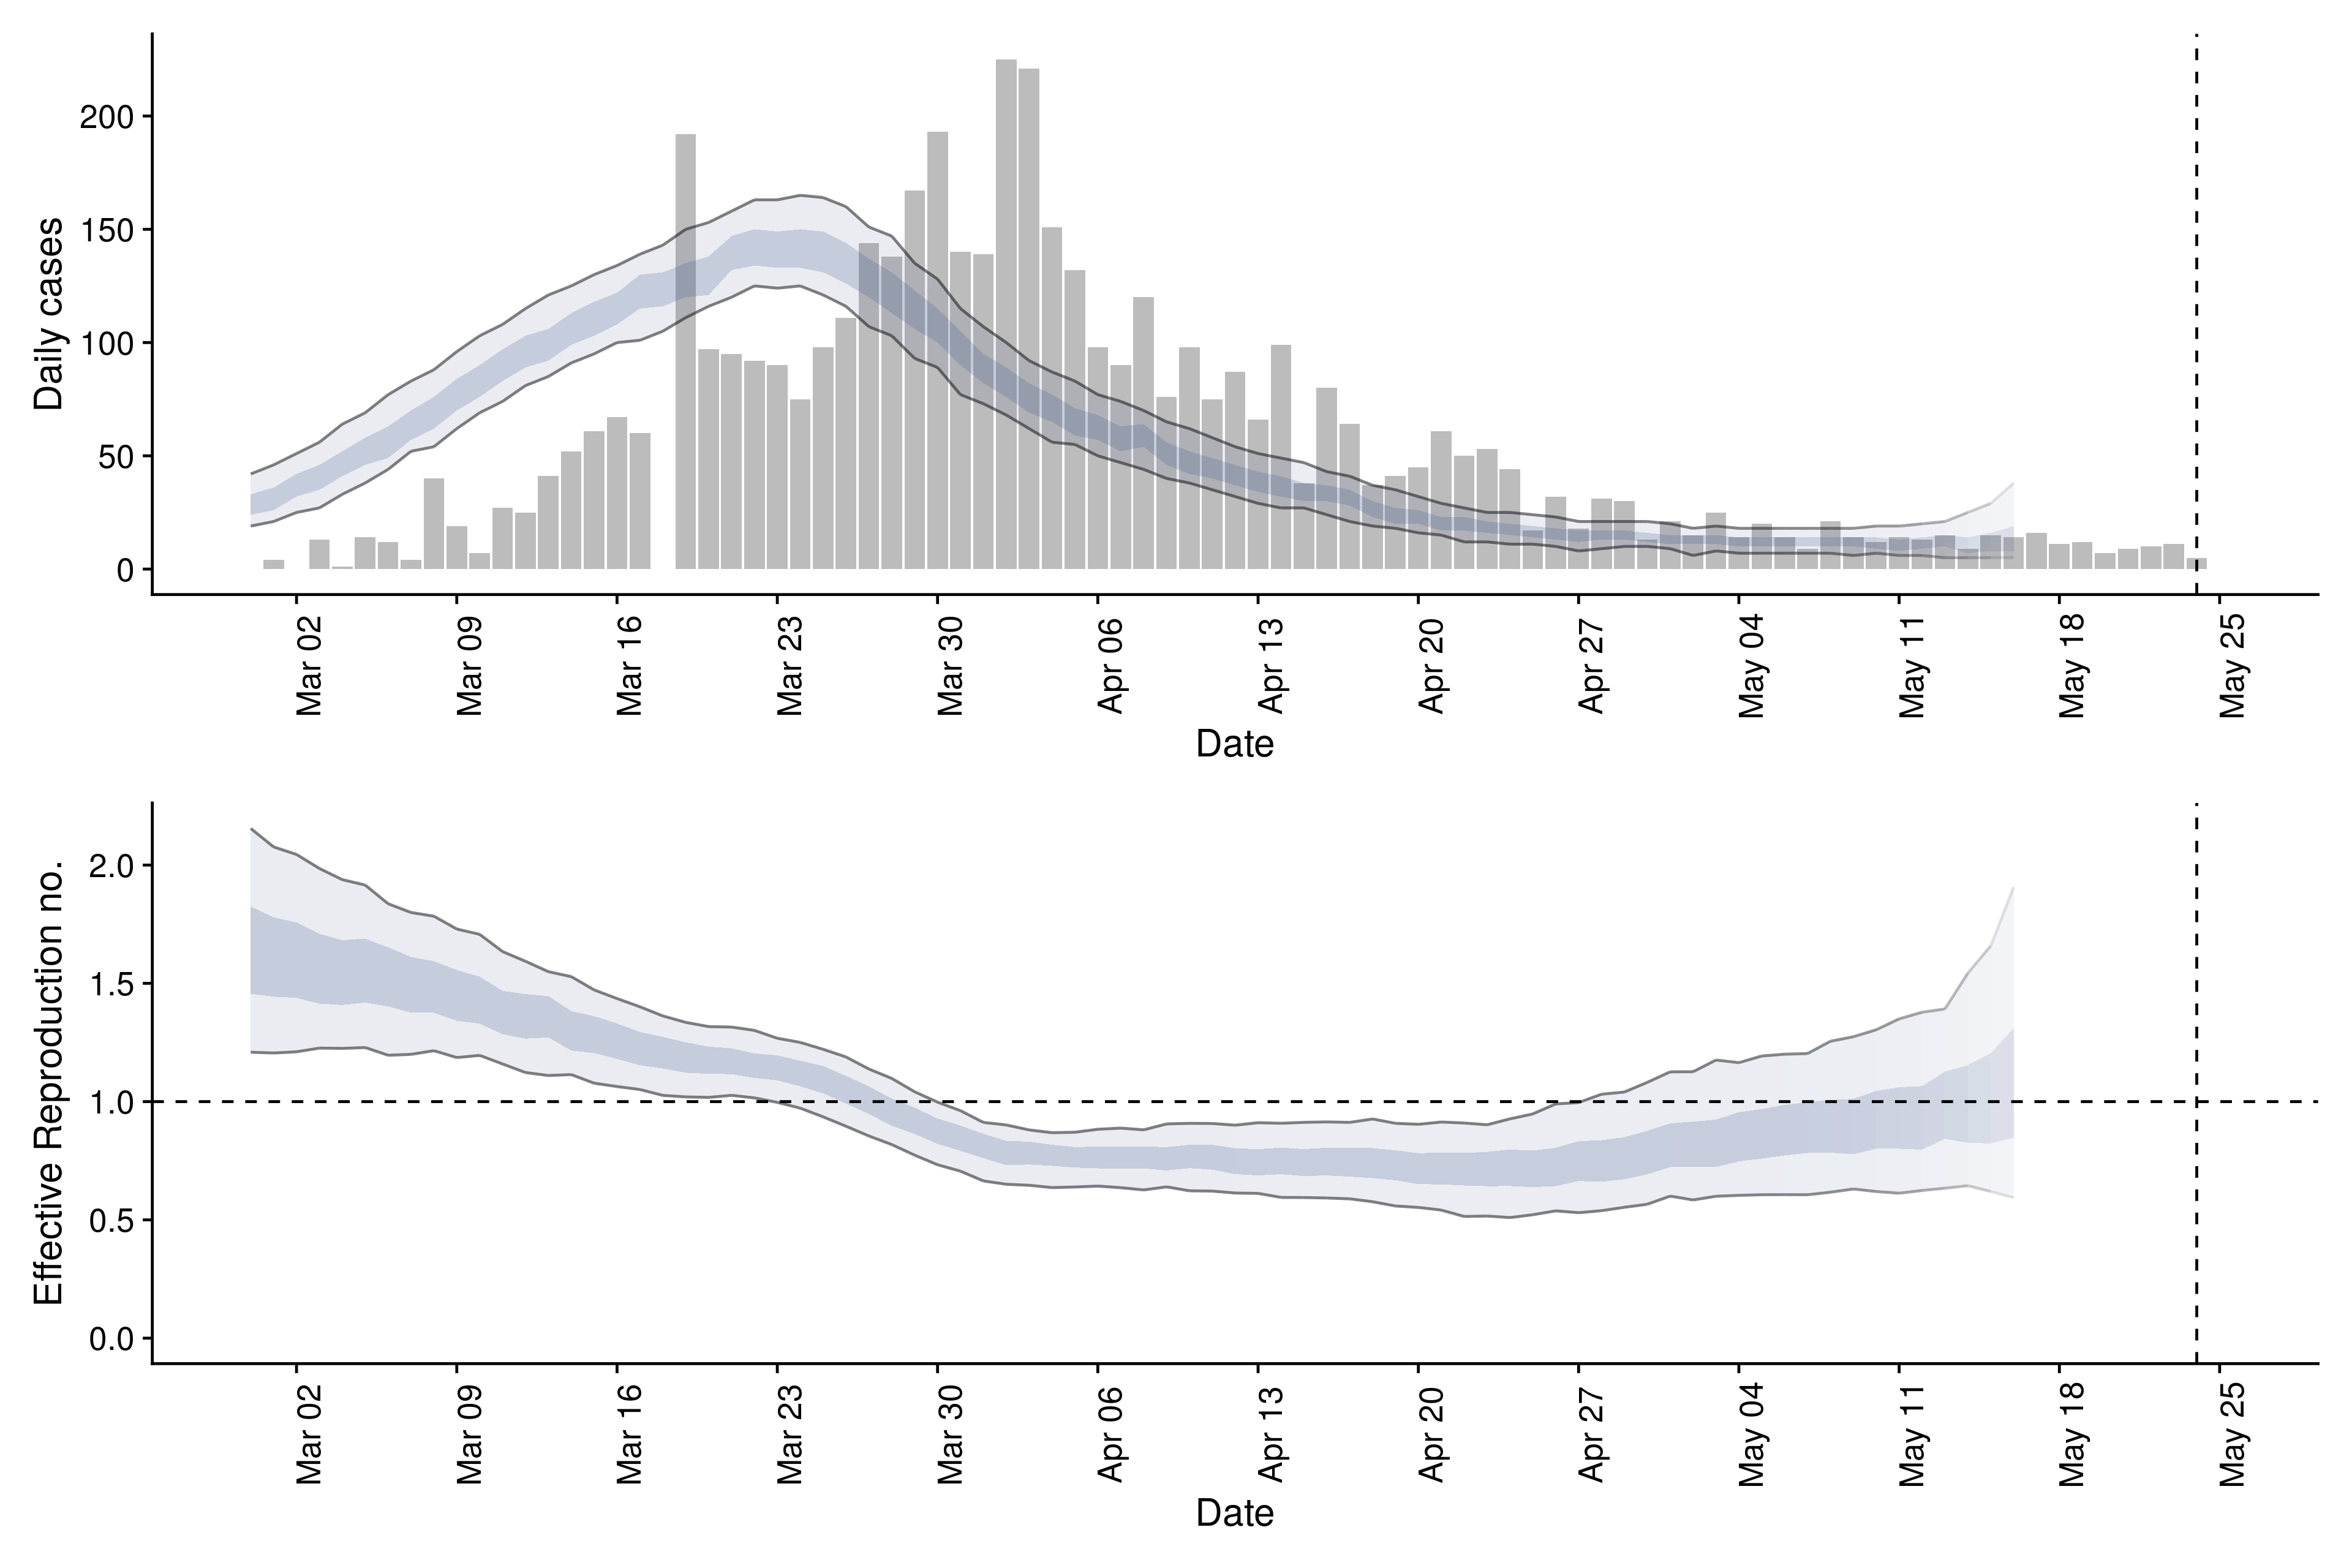 Daily cases
200
150
100
50
0
Mar 02
Mar 09
Mar 16
Mar 23
Mar 30
Apr 06
Apr 13
Apr 20
Apr 27
May 04
May 11
May 18
May 25
Date
Effective Reproduction no.
2.0
1.5
1.0
0.5
0.0
Mar 02
Mar 09
Mar 16
Mar 23
Mar 30
Apr 06
Apr 13
Apr 20
Apr 27
May 04
May 11
May 18
May 25
Date